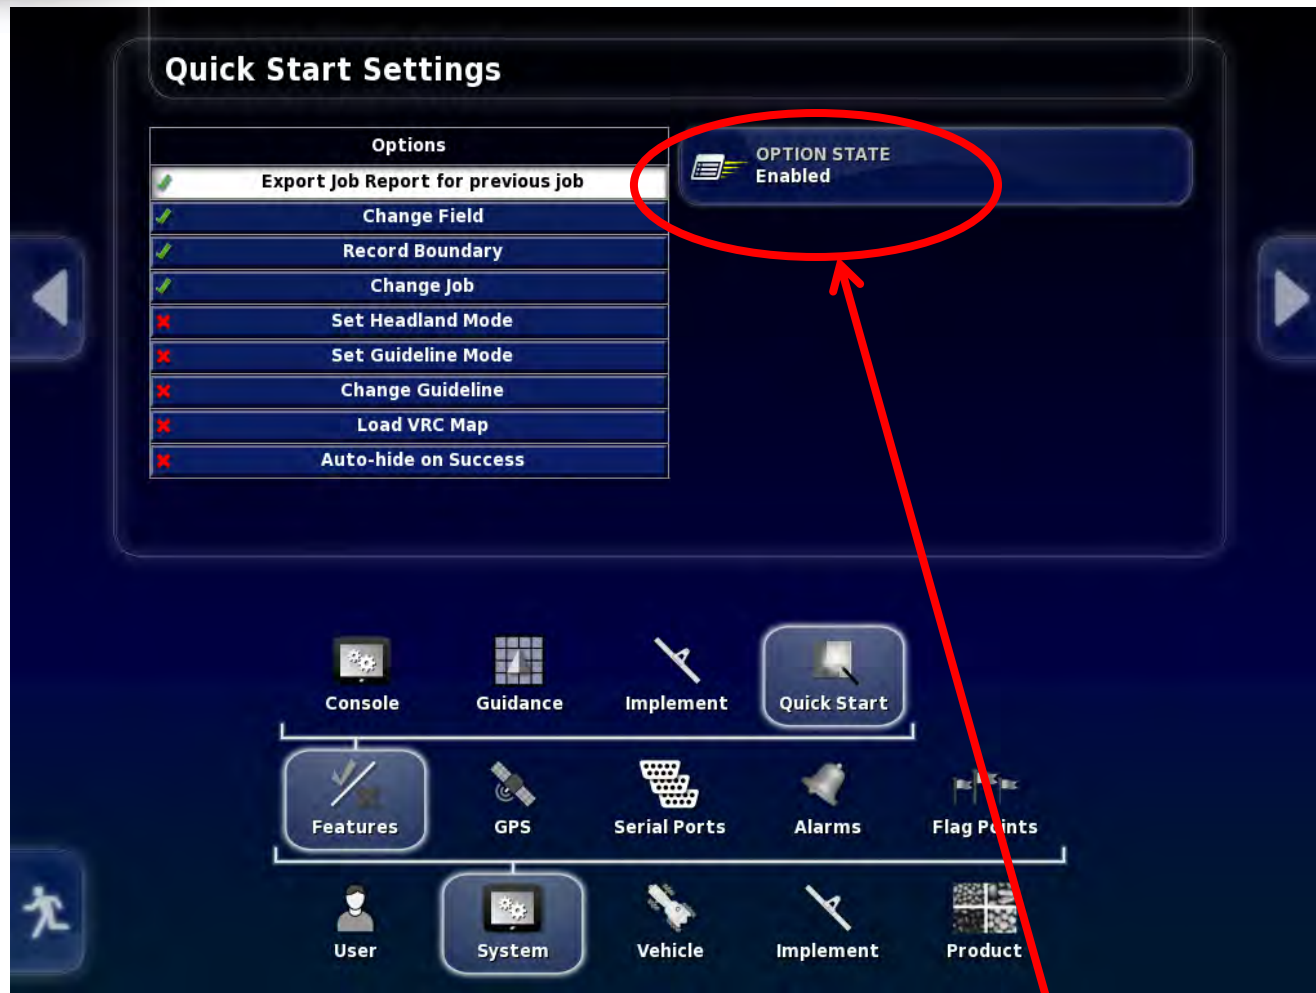 Quick Start Settings
Options
Export Job Report for previous job
Change Field
Record Boundary
Change Job
Set Headland Mode
Set Guideline Mode
Change Guideline
Load VRC Map
Auto-hide on Success
OPTION STATE
Enabled
Console Guidance Implement Quick Start
Features GPS Serial Ports Alarms Flag Points
User System Vehicle Implement Product